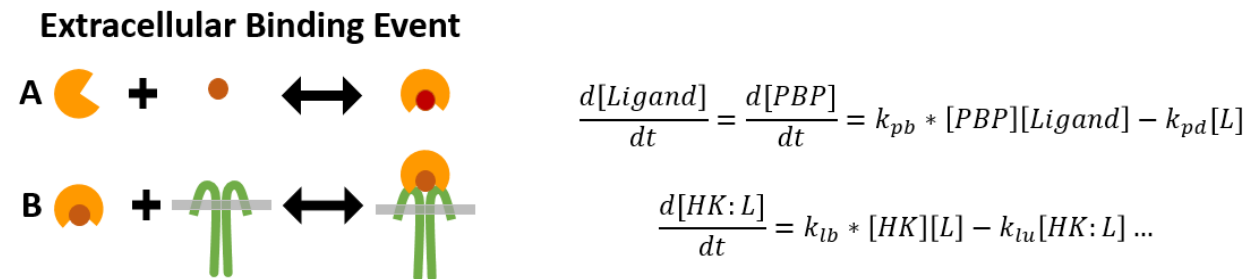 Extracellular Binding Event
A
d[Ligand]/dt = d[PBP]/dt = k_pb * [PBP][Ligand] − k_pd[L]
B
d[HK:L]/dt = k_lb * [HK][L] − k_lu[HK:L] ...